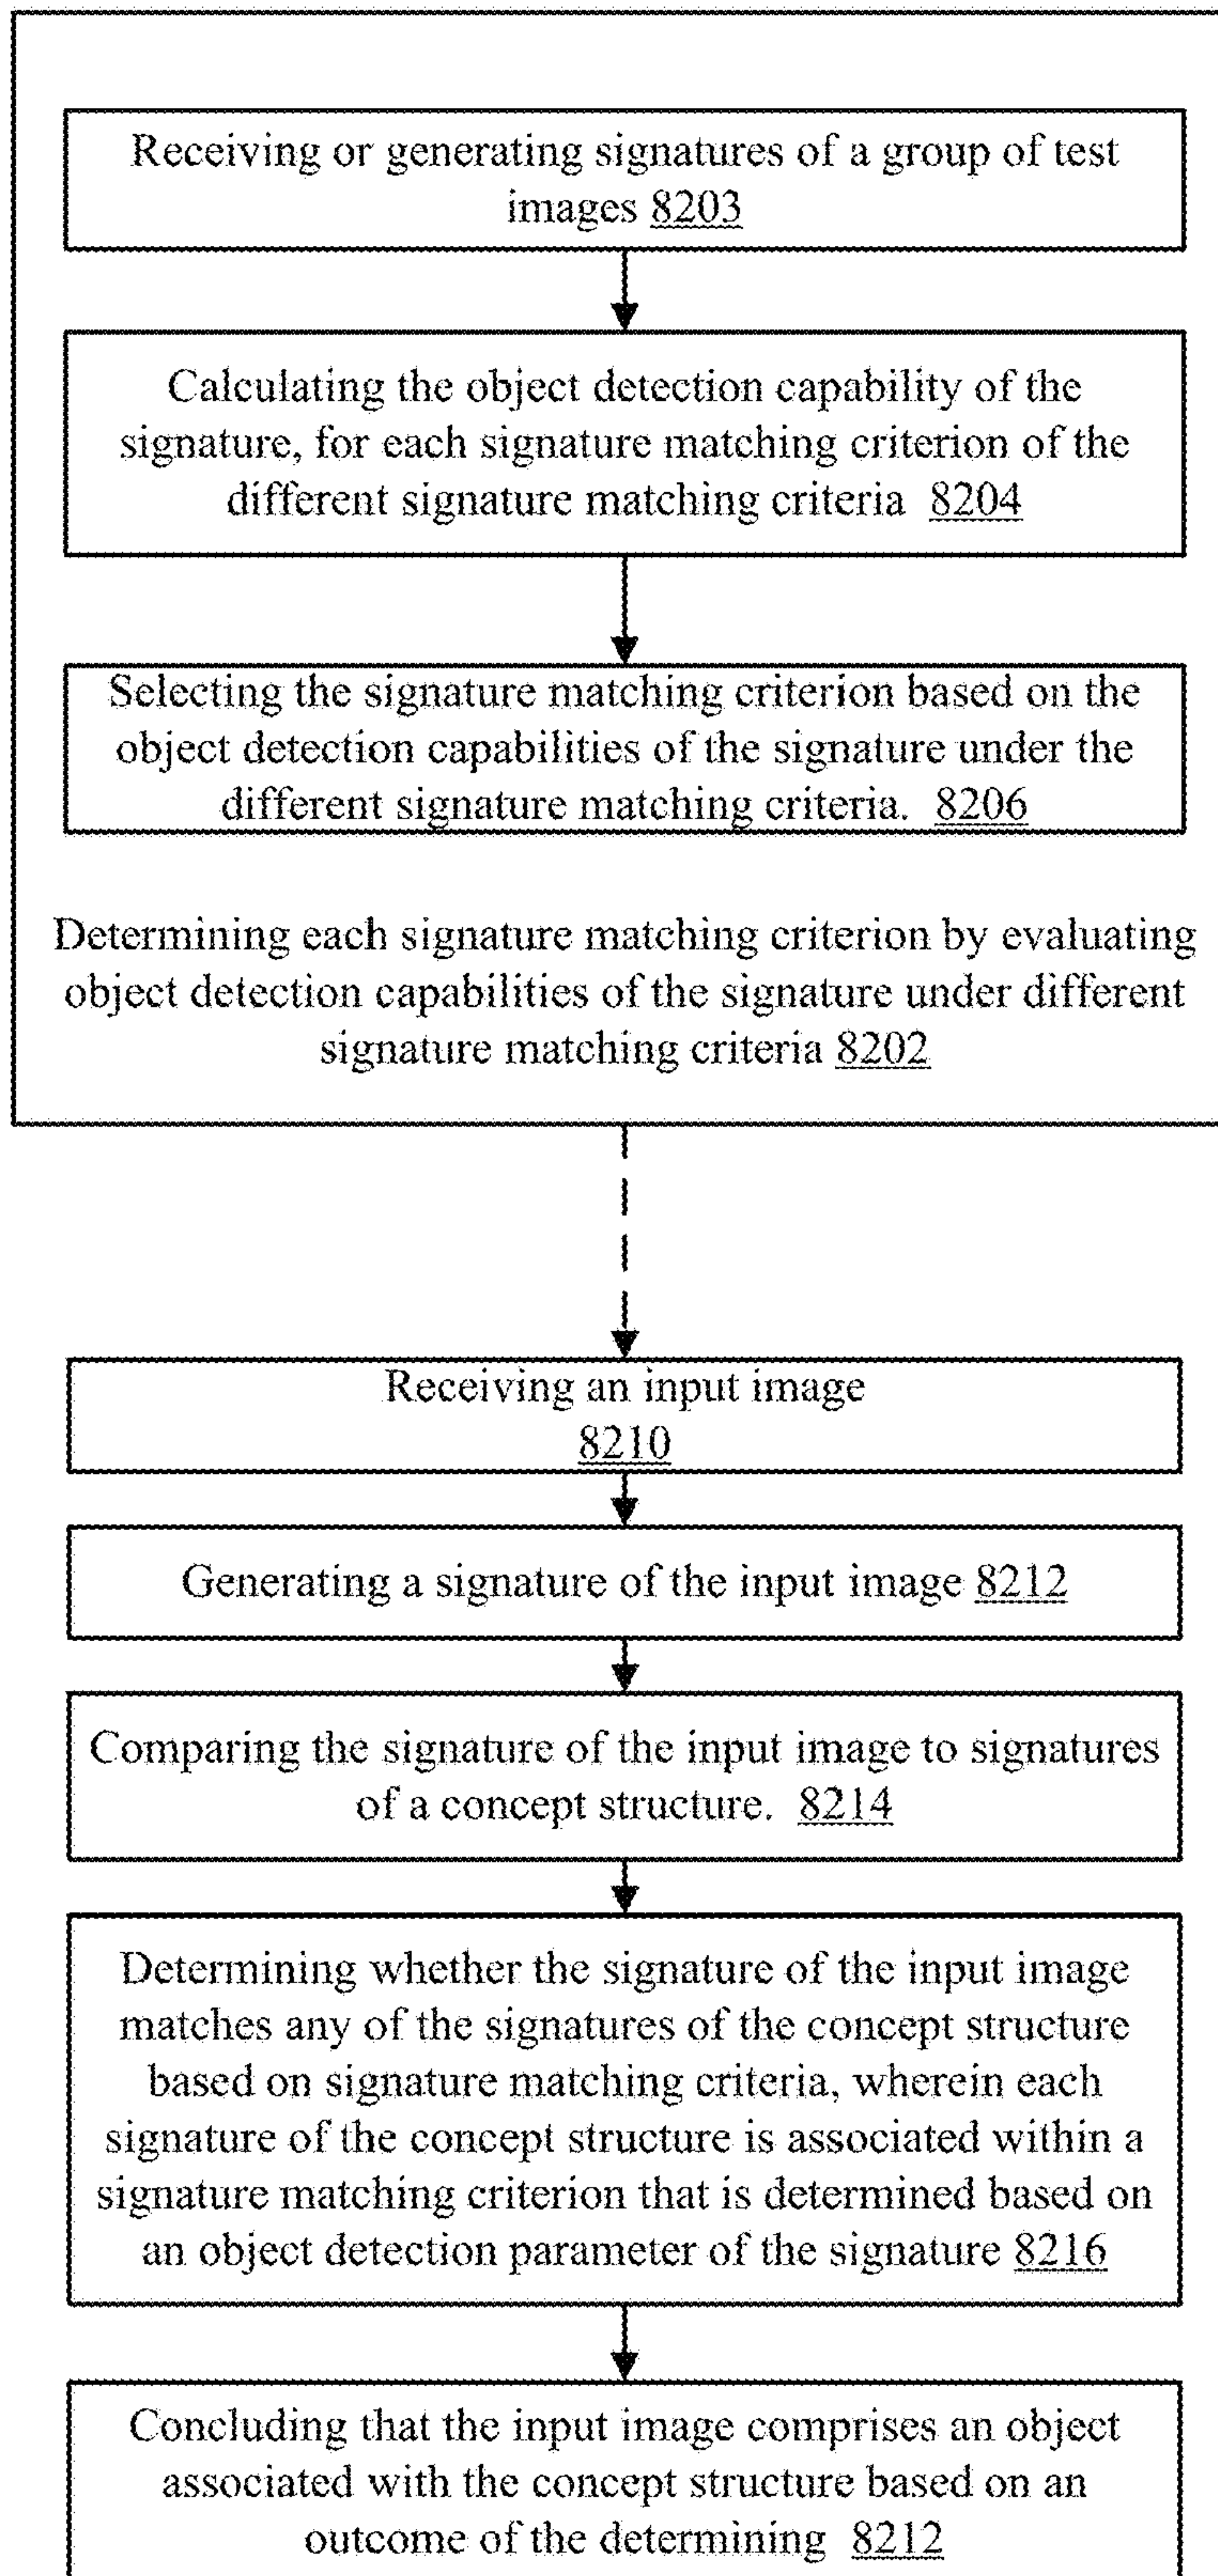 Receiving or generating signatures of a group of test
images 8203
Calculating the object detection capability of the
signature, for each signature matching criterion of the
different signature matching criteria 8204
Selecting the signature matching criterion based on the
object detection capabilities of the signature under the
different signature matching criteria. 8206
Determining each signature matching criterion by evaluating
object detection capabilities of the signature under different
signature matching criteria 8202
Receiving an input image
8210
Generating a signature of the input image 8212
Comparing the signature of the input image to signatures
of a concept structure. 8214
Determining whether the signature of the input image
matches any of the signatures of the concept structure
based on signature matching criteria, wherein each
signature of the concept structure is associated within a
signature matching criterion that is determined based on
an object detection parameter of the signature 8216
Concluding that the input image comprises an object
associated with the concept structure based on an
outcome of the determining 8212